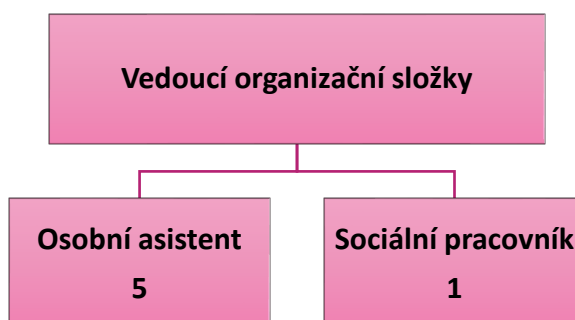 Vedoucí organizační složky
Osobní asistent
5
Sociální pracovník
1